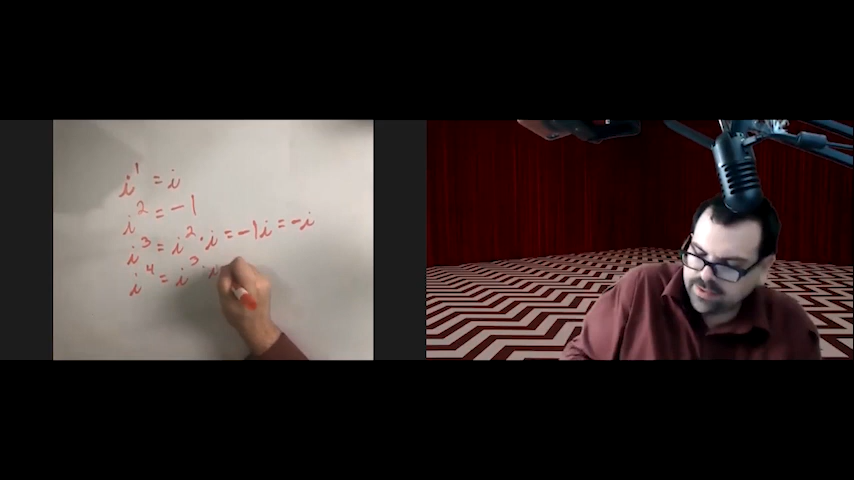 i¹ = i
i² = -1
i³ = i² · i = -1i = -i
i⁴ = i³ · i